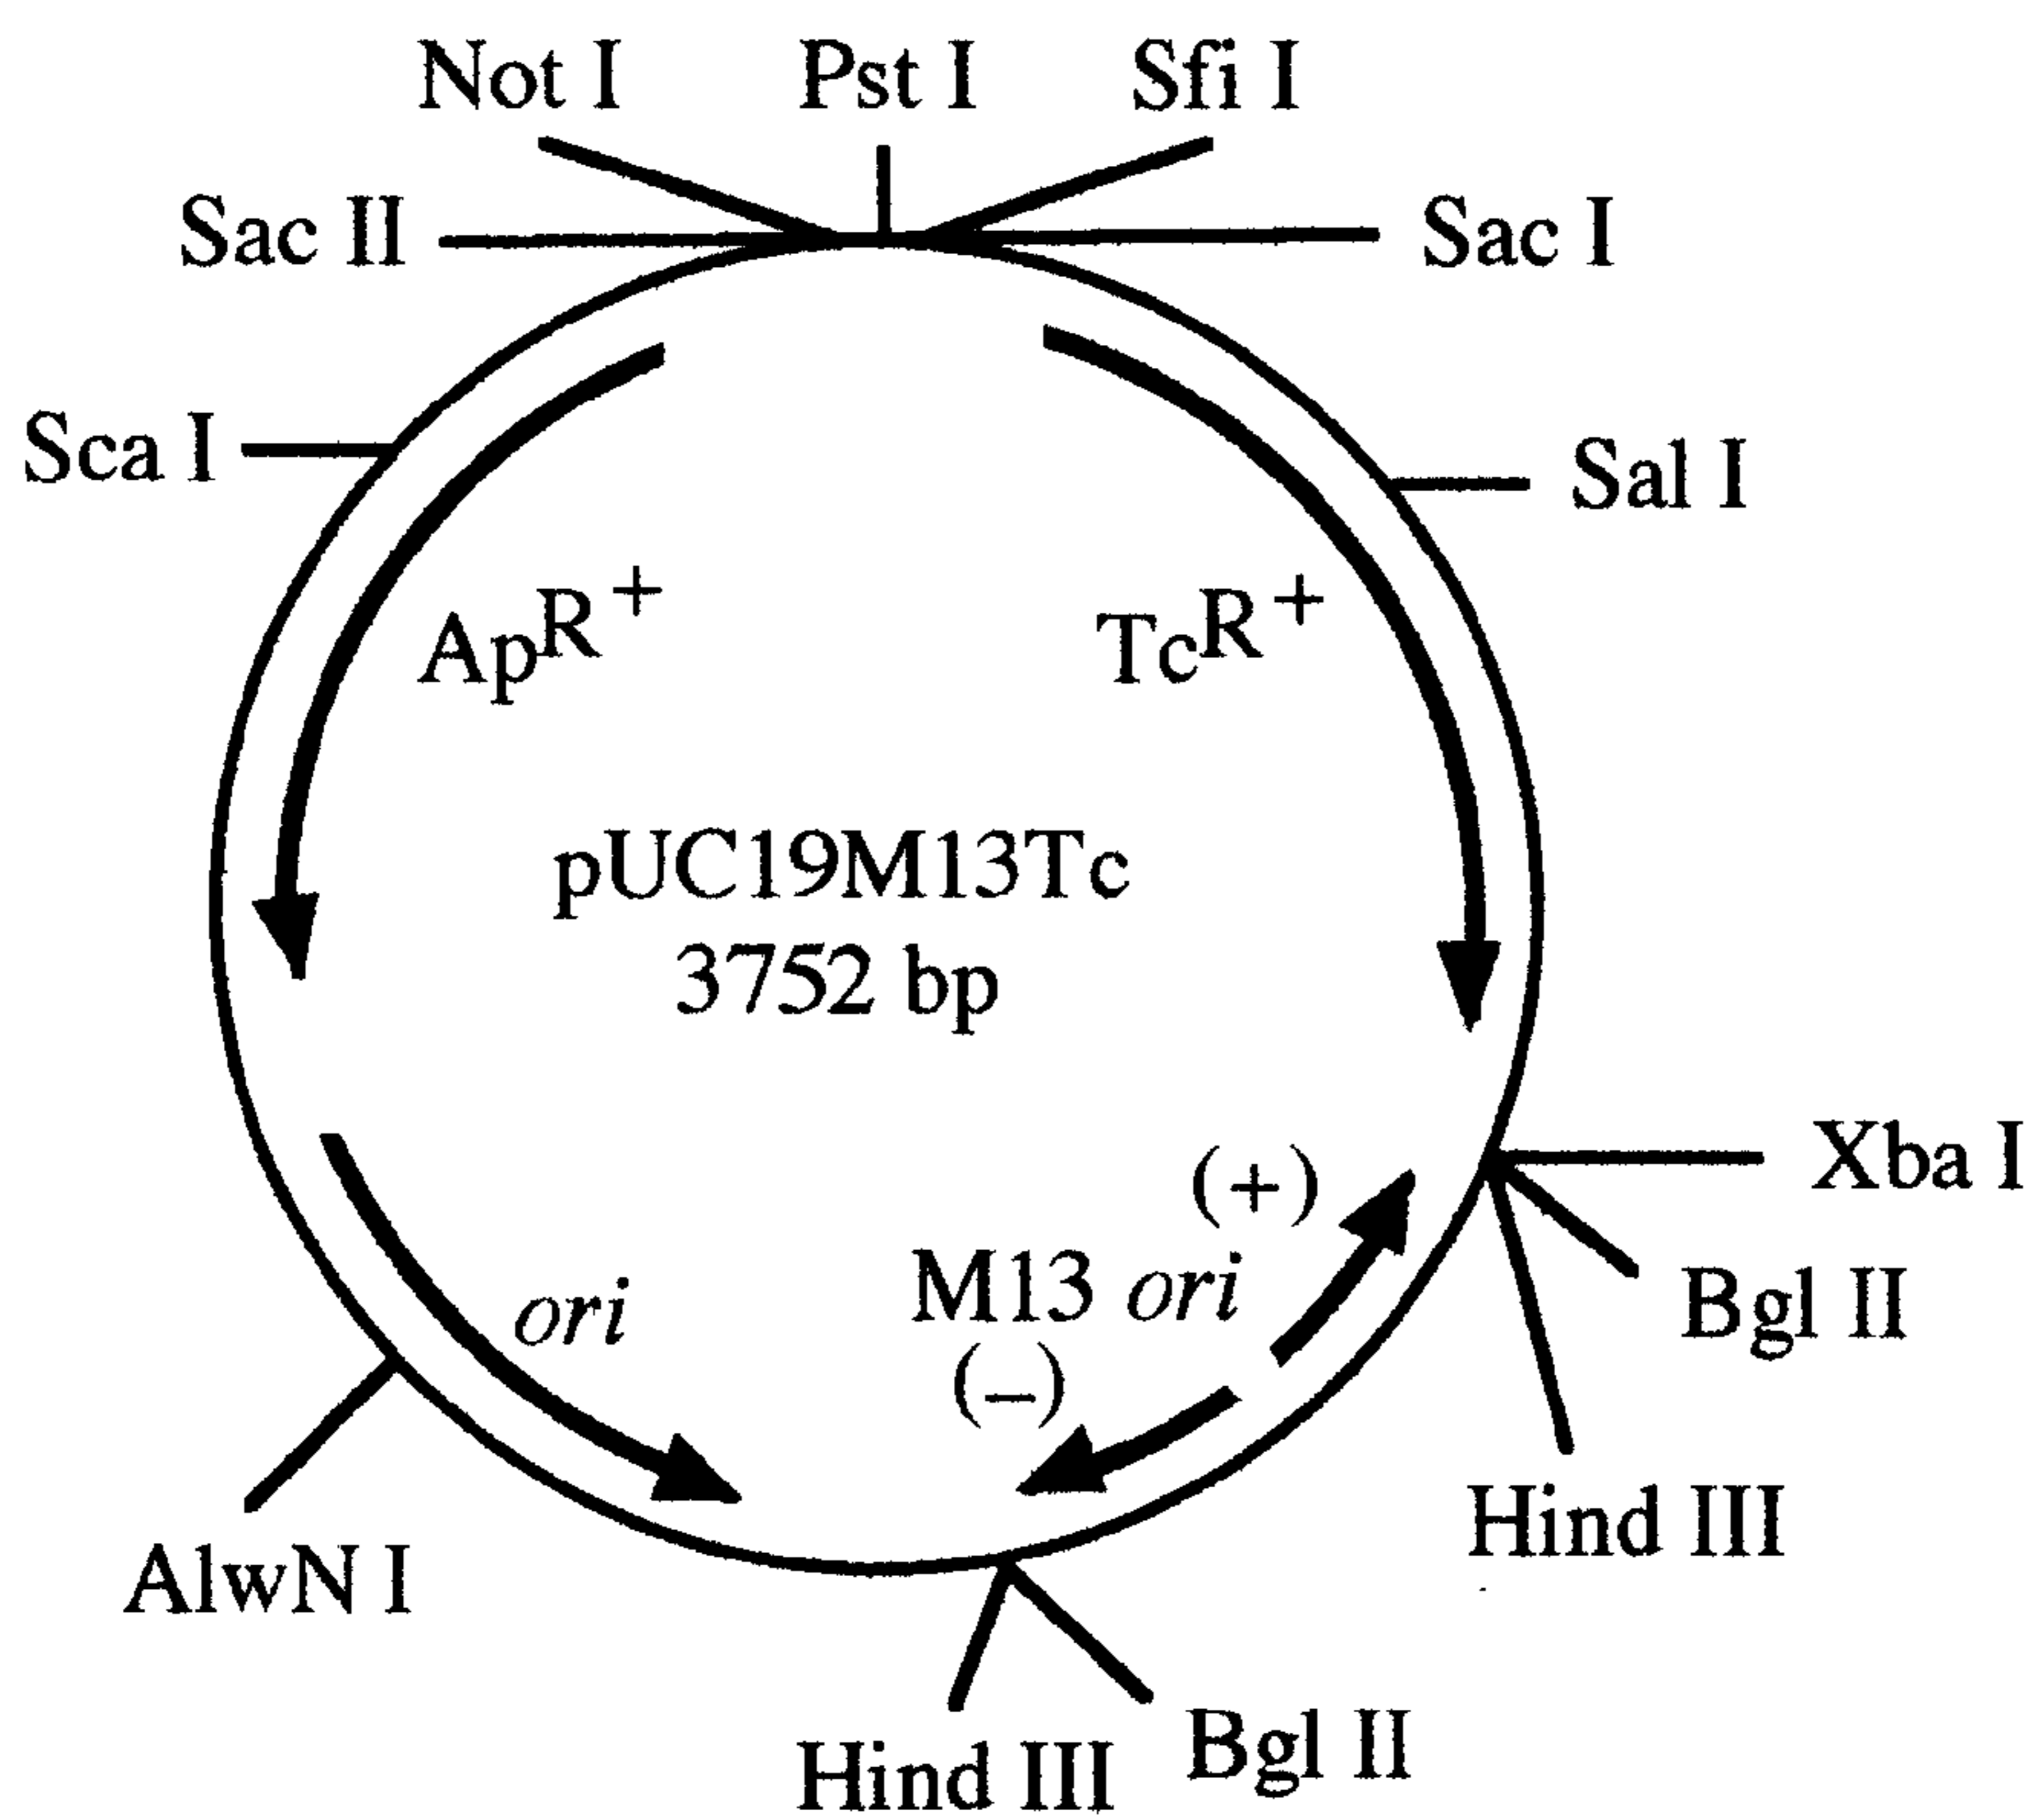 Not I
Pst I
Sfi I
Sac II
Sac I
Sca I
Sal I
ApR+
TcR+
pUC19M13Tc
3752 bp
(+)
Xba I
M13 ori
ori
Bgl II
(–)
Hind III
AlwN I
Bgl II
Hind III